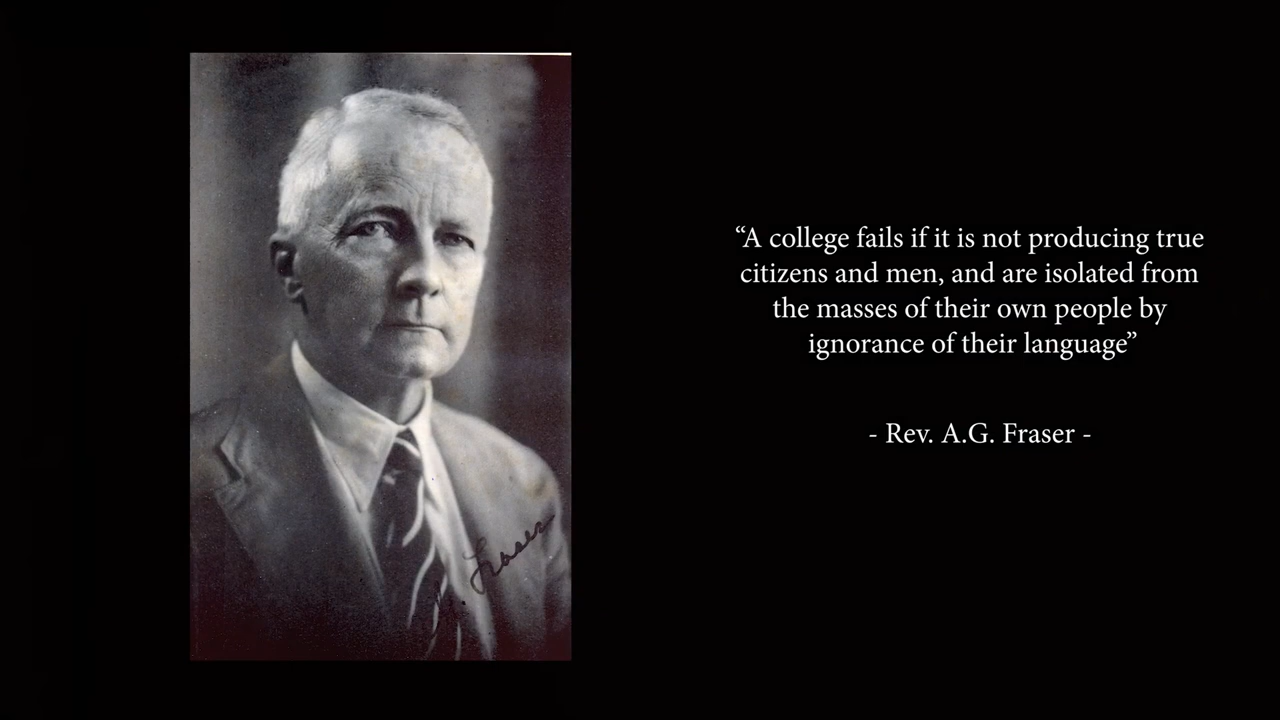 “A college fails if it is not producing true
citizens and men, and are isolated from
the masses of their own people by
ignorance of their language”
- Rev. A.G. Fraser -
Fraser